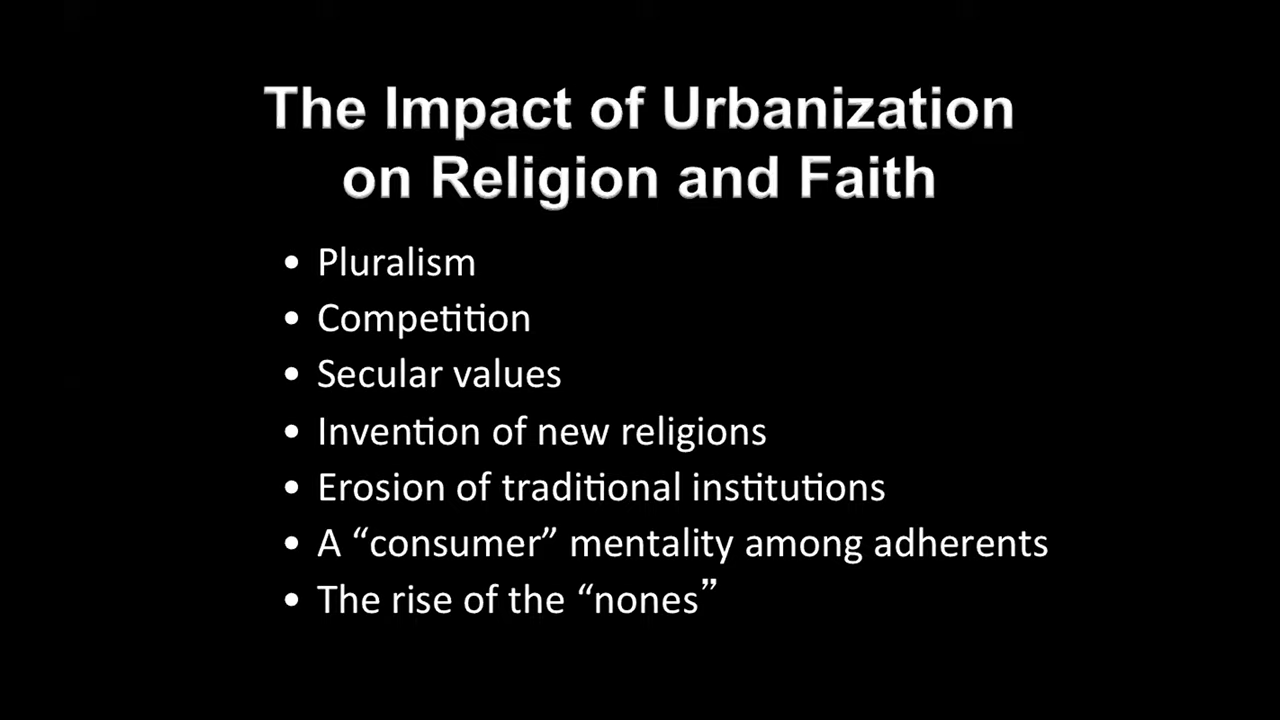 The Impact of Urbanization
on Religion and Faith
• Pluralism
• Competition
• Secular values
• Invention of new religions
• Erosion of traditional institutions
• A “consumer” mentality among adherents
• The rise of the “nones”